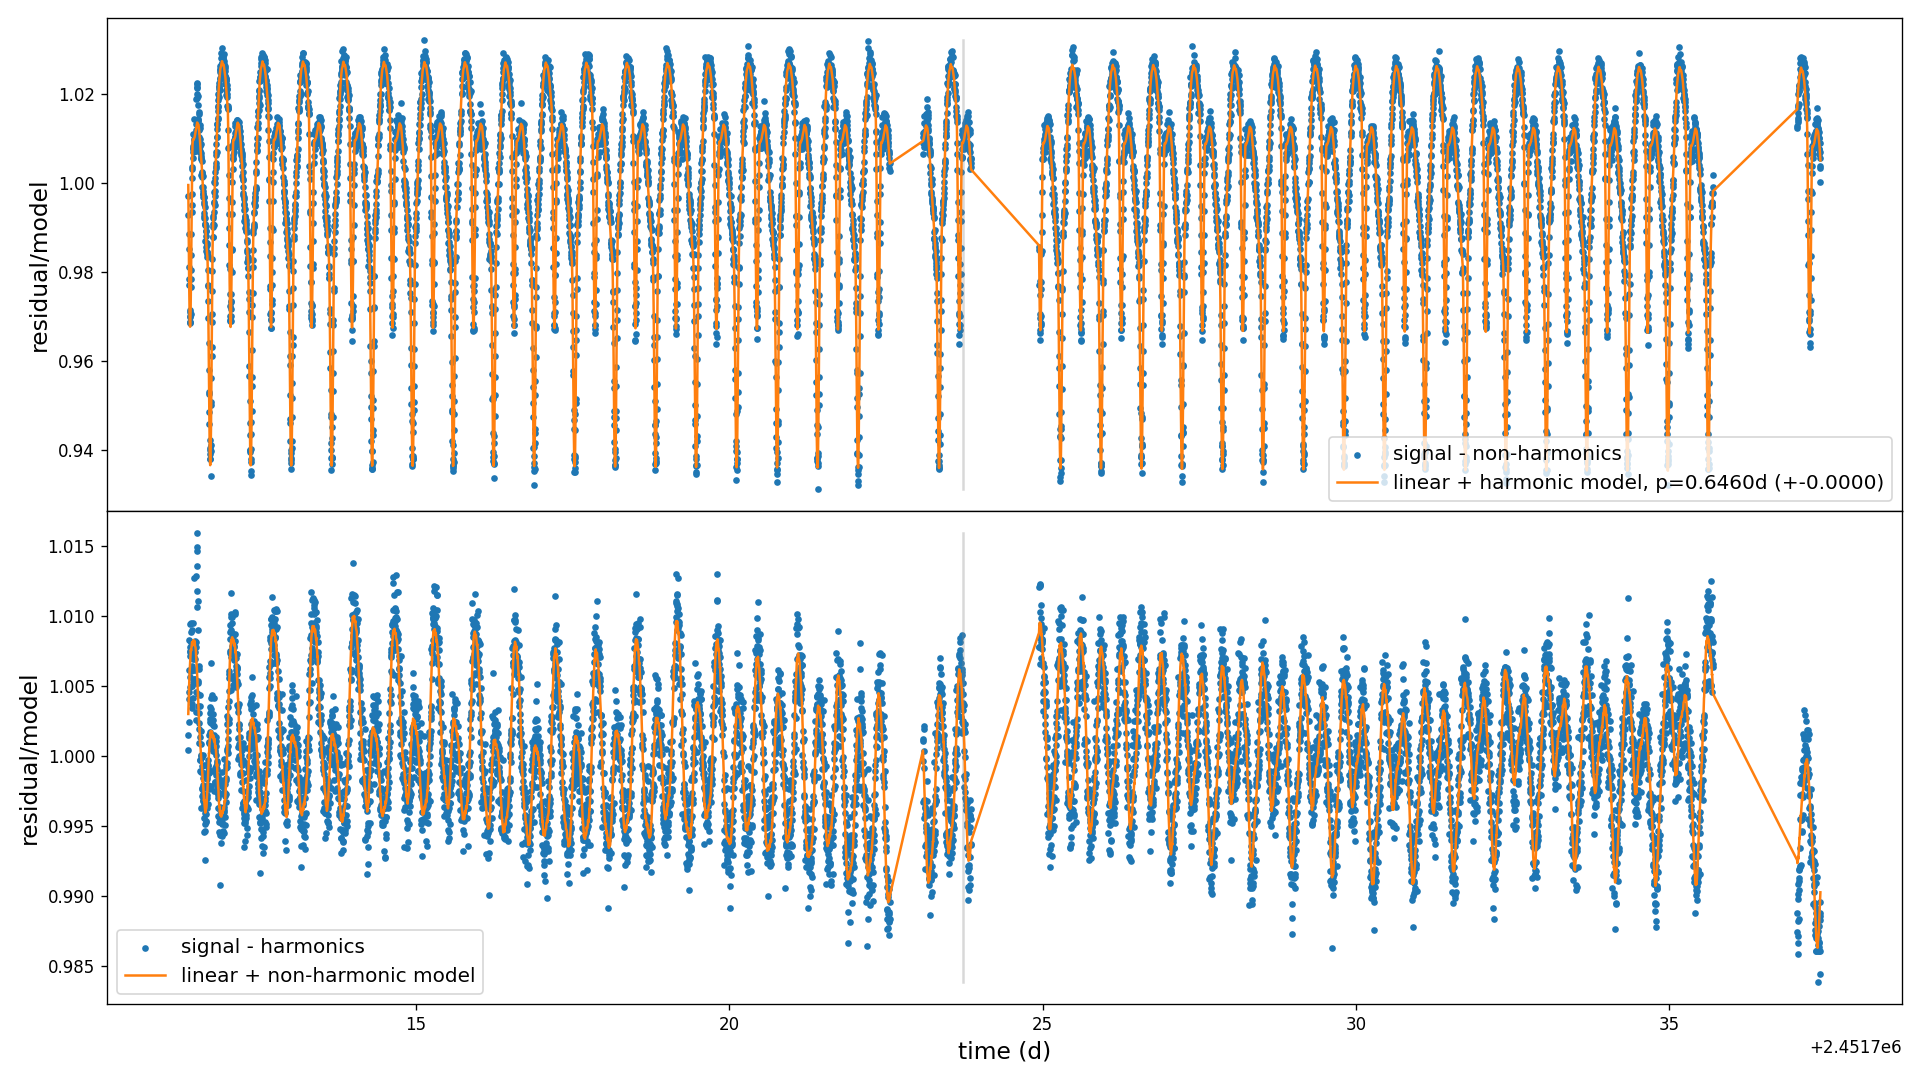 residual/model
1.02
1.00
0.98
0.96
0.94
signal - non-harmonics
linear + harmonic model, p=0.6460d (+-0.0000)
residual/model
1.015
1.010
1.005
1.000
0.995
0.990
0.985
signal - harmonics
linear + non-harmonic model
15
20
25
30
35
time (d)
+2.4517e6